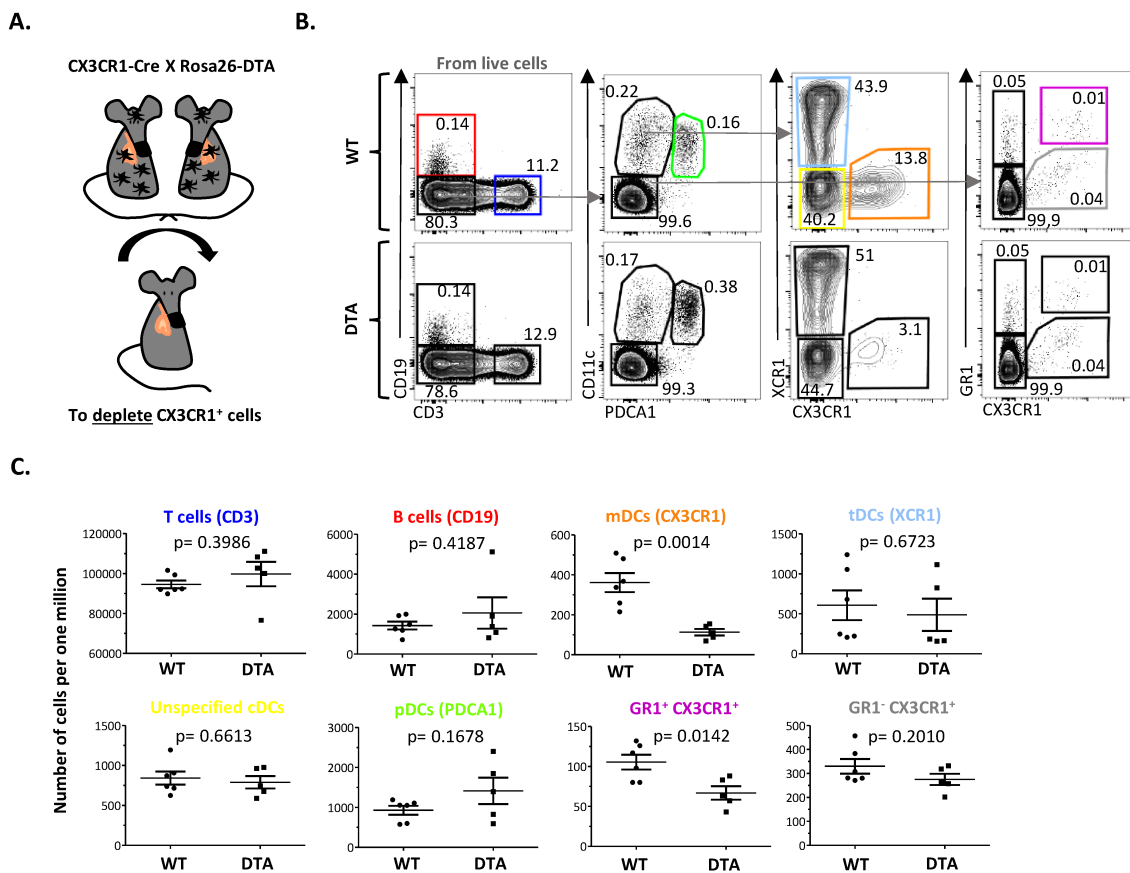 A.
B.
CX3CR1-Cre X Rosa26-DTA
To deplete CX3CR1⁺ cells
From live cells
WT
0.14
11.2
80.3
0.22
0.16
99.6
43.9
13.8
40.2
0.05
0.01
0.04
99,9
DTA
0.14
12.9
78.6
0.17
0.38
99.3
51
3.1
44.7
0.05
0.01
0.04
99.9
CD19
CD3
CD11c
PDCA1
XCR1
CX3CR1
GR1
CX3CR1
C.
Number of cells per one million
T cells (CD3)
p= 0.3986
120000
100000
80000
60000
WT DTA
B cells (CD19)
p= 0.4187
6000
4000
2000
0
WT DTA
mDCs (CX3CR1)
p= 0.0014
600
400
200
0
WT DTA
tDCs (XCR1)
p= 0.6723
1500
1000
500
0
WT DTA
Unspecified cDCs
p= 0.6613
1500
1000
500
0
WT DTA
pDCs (PDCA1)
p= 0.1678
3000
2000
1000
0
WT DTA
GR1⁺ CX3CR1⁺
p= 0.0142
150
100
50
0
WT DTA
GR1⁻ CX3CR1⁺
p= 0.2010
500
400
300
200
100
0
WT DTA